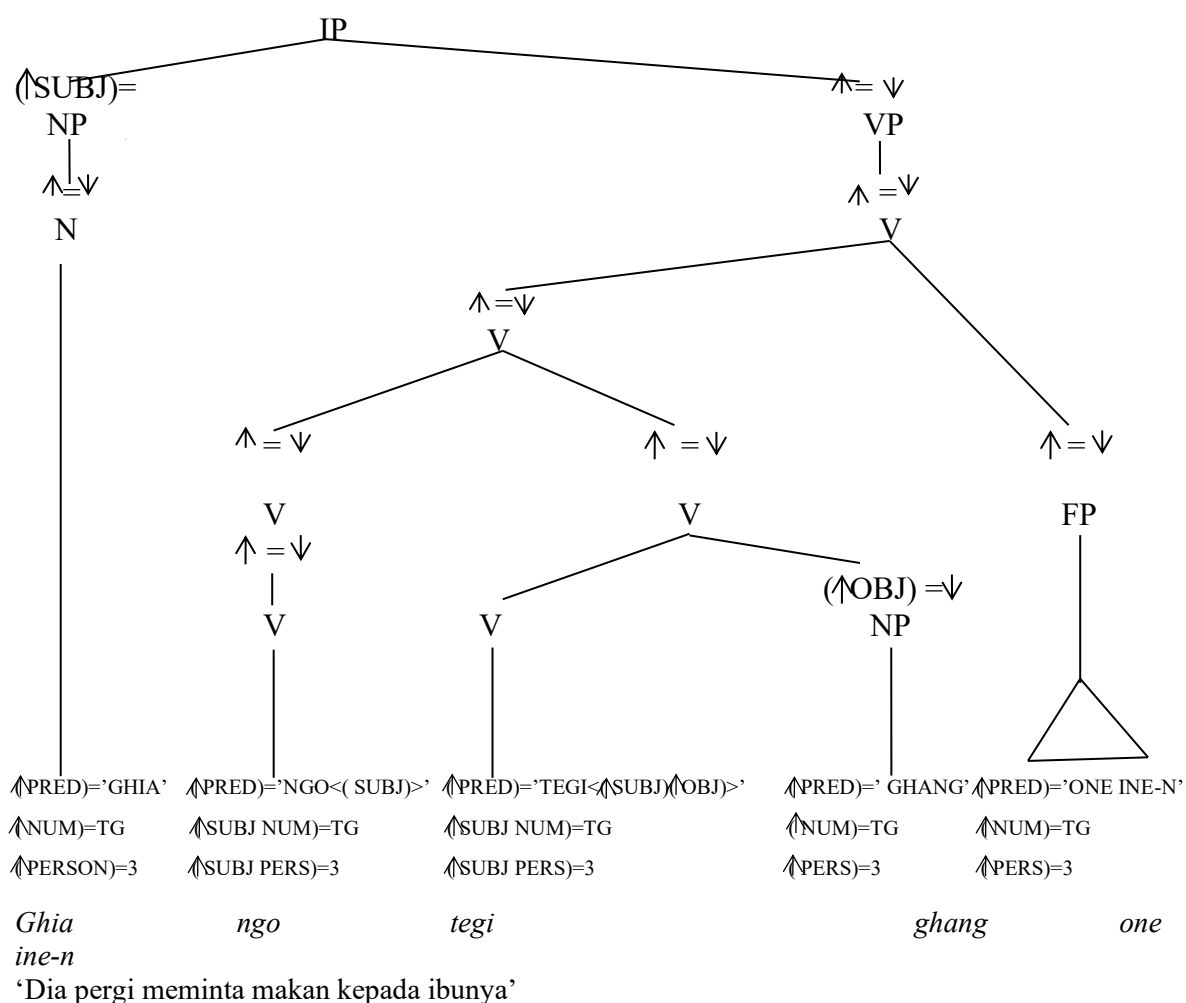 IP
(↑SUBJ)= ↑= ↓
NP VP
↑=↓ ↑ =↓
N V
↑ =↓
V
↑ = ↓ ↑ = ↓ ↑ = ↓
V V FP
↑ = ↓
(↑OBJ) =↓
V V NP
(↑PRED)='GHIA' (↑PRED)='NGO<( SUBJ)>' (↑PRED)='TEGI<(↑SUBJ)(↑OBJ)>' (↑PRED)=' GHANG' (↑PRED)='ONE INE-N'
(↑NUM)=TG (↑SUBJ NUM)=TG (↑SUBJ NUM)=TG (↑NUM)=TG (↑NUM)=TG
(↑PERSON)=3 (↑SUBJ PERS)=3 (↑SUBJ PERS)=3 (↑PERS)=3 (↑PERS)=3
Ghia ngo tegi ghang one
ine-n
‘Dia pergi meminta makan kepada ibunya’